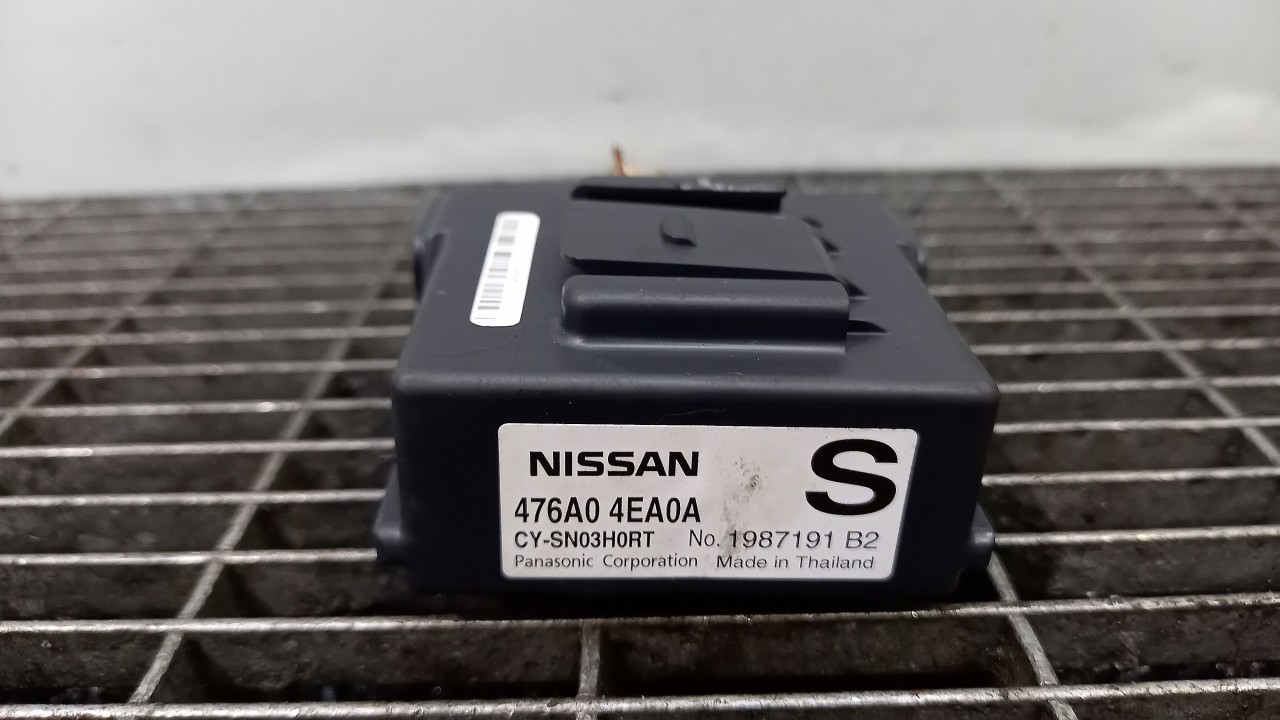 NISSAN
S
476A0 4EA0A
CY-SN03H0RT No. 1987191 B2
Panasonic Corporation Made in Thailand